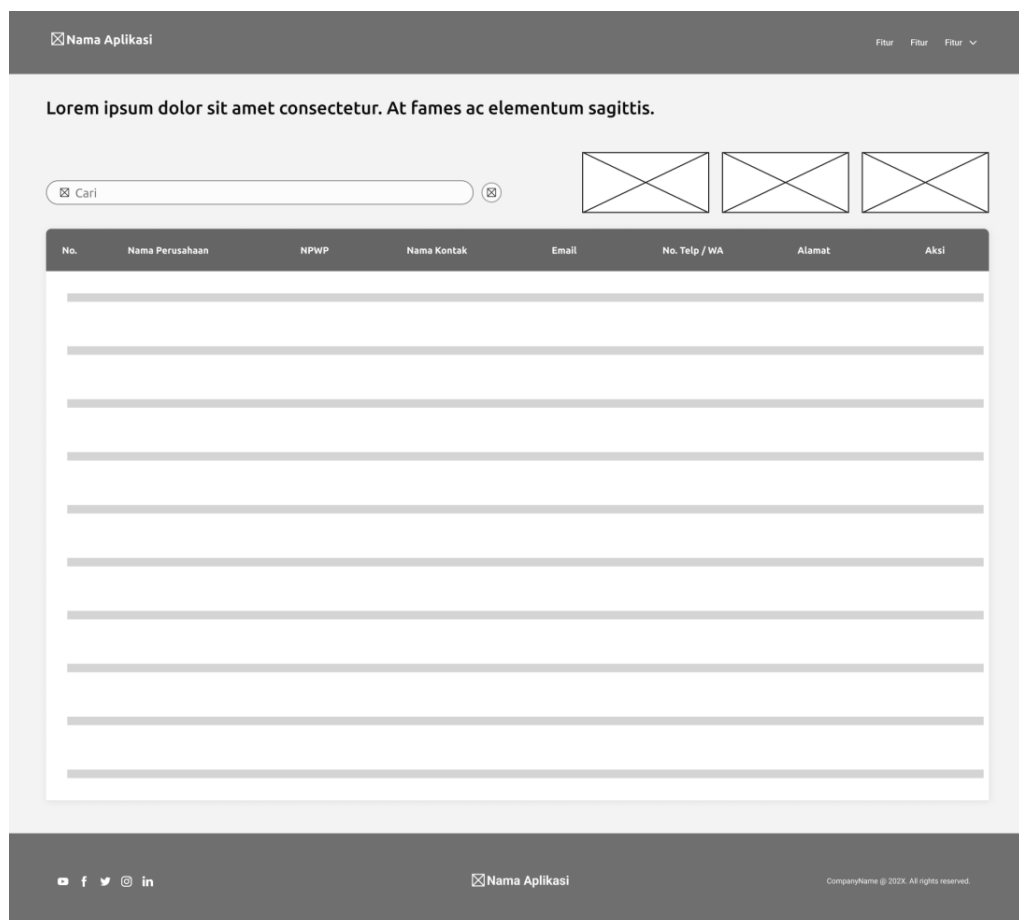 Nama Aplikasi
Fitur Fitur Fitur
Lorem ipsum dolor sit amet consectetur. At fames ac elementum sagittis.
Cari
No. Nama Perusahaan NPWP Nama Kontak Email No. Telp / WA Alamat Aksi
Nama Aplikasi
CompanyName @ 202X. All rights reserved.